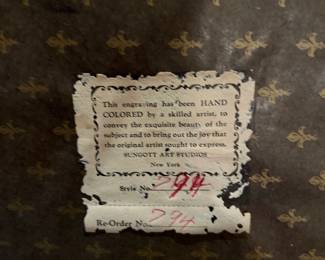 This engraving has been HAND
COLORED by a skilled artist, to
convey the exquisite beauty of the
subject and to bring out the joy that
the original artist sought to express.
SUNGOTT ART STUDIOS
New York
Style No. 794
Re-Order No. 794